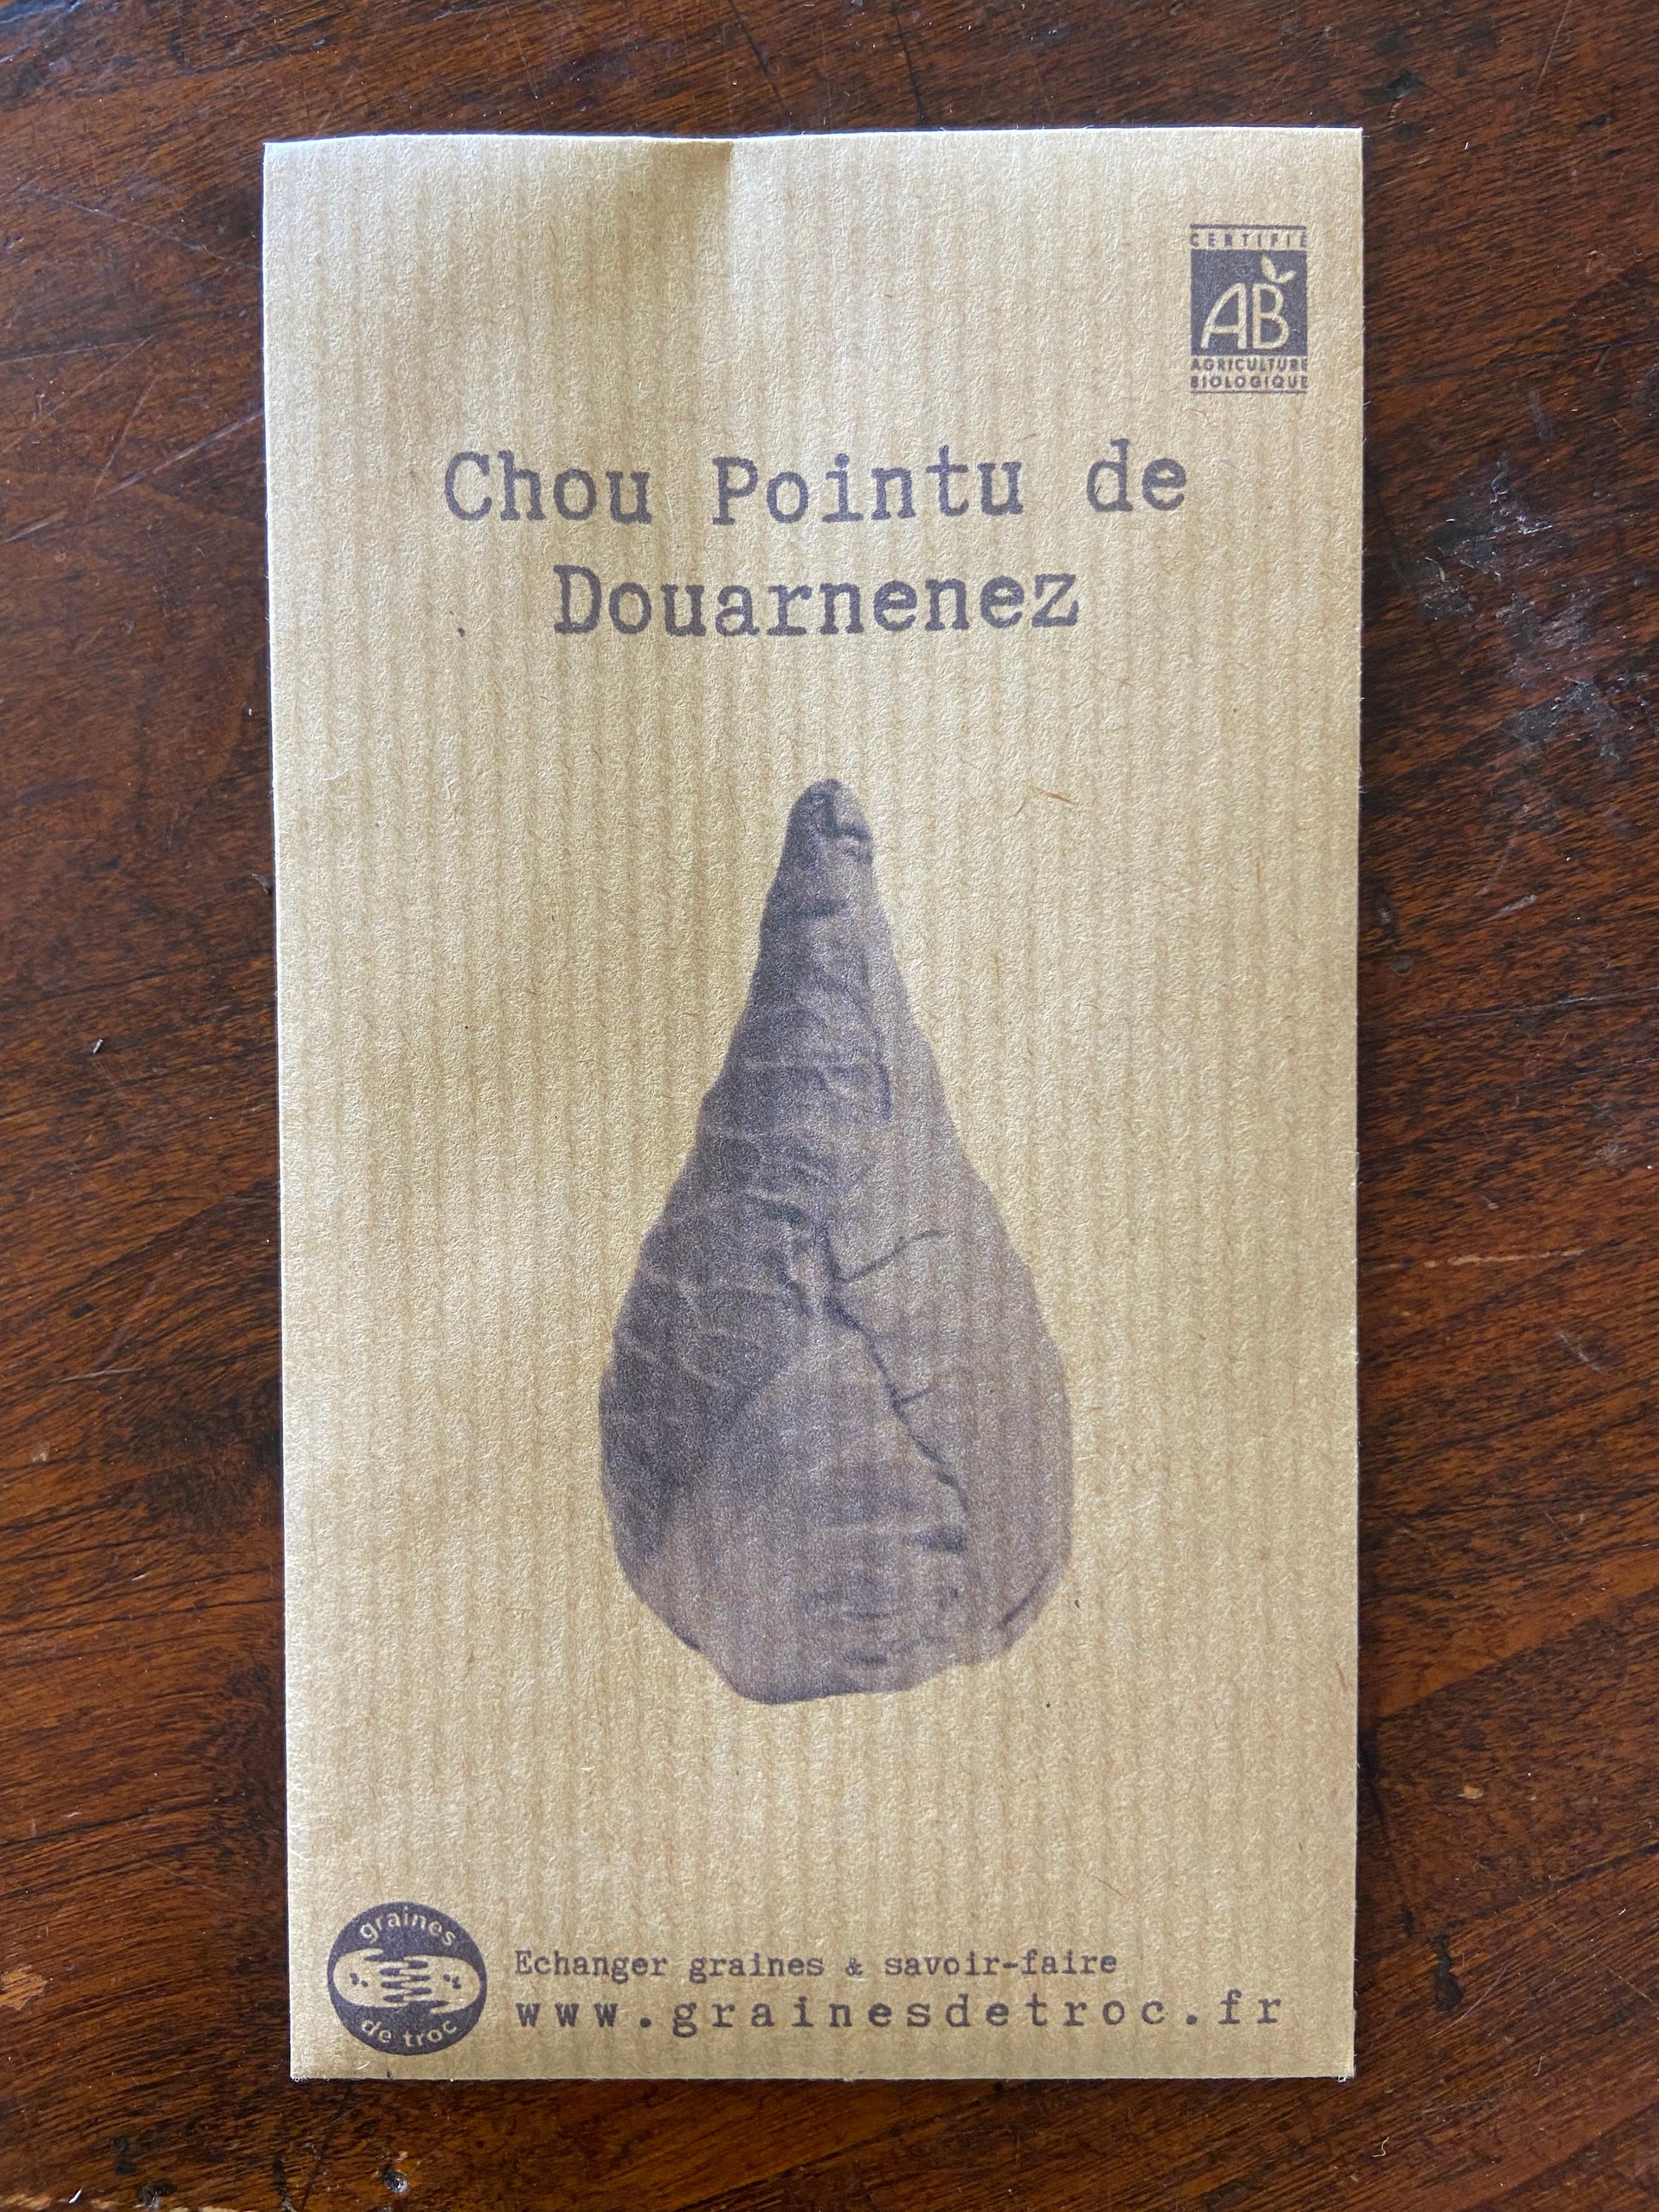 CERTIFIÉ
AB
AGRICULTURE
BIOLOGIQUE
Chou Pointu de
Douarnenez
graines
de troc
Echanger graines & savoir-faire
www.grainesdetroc.fr